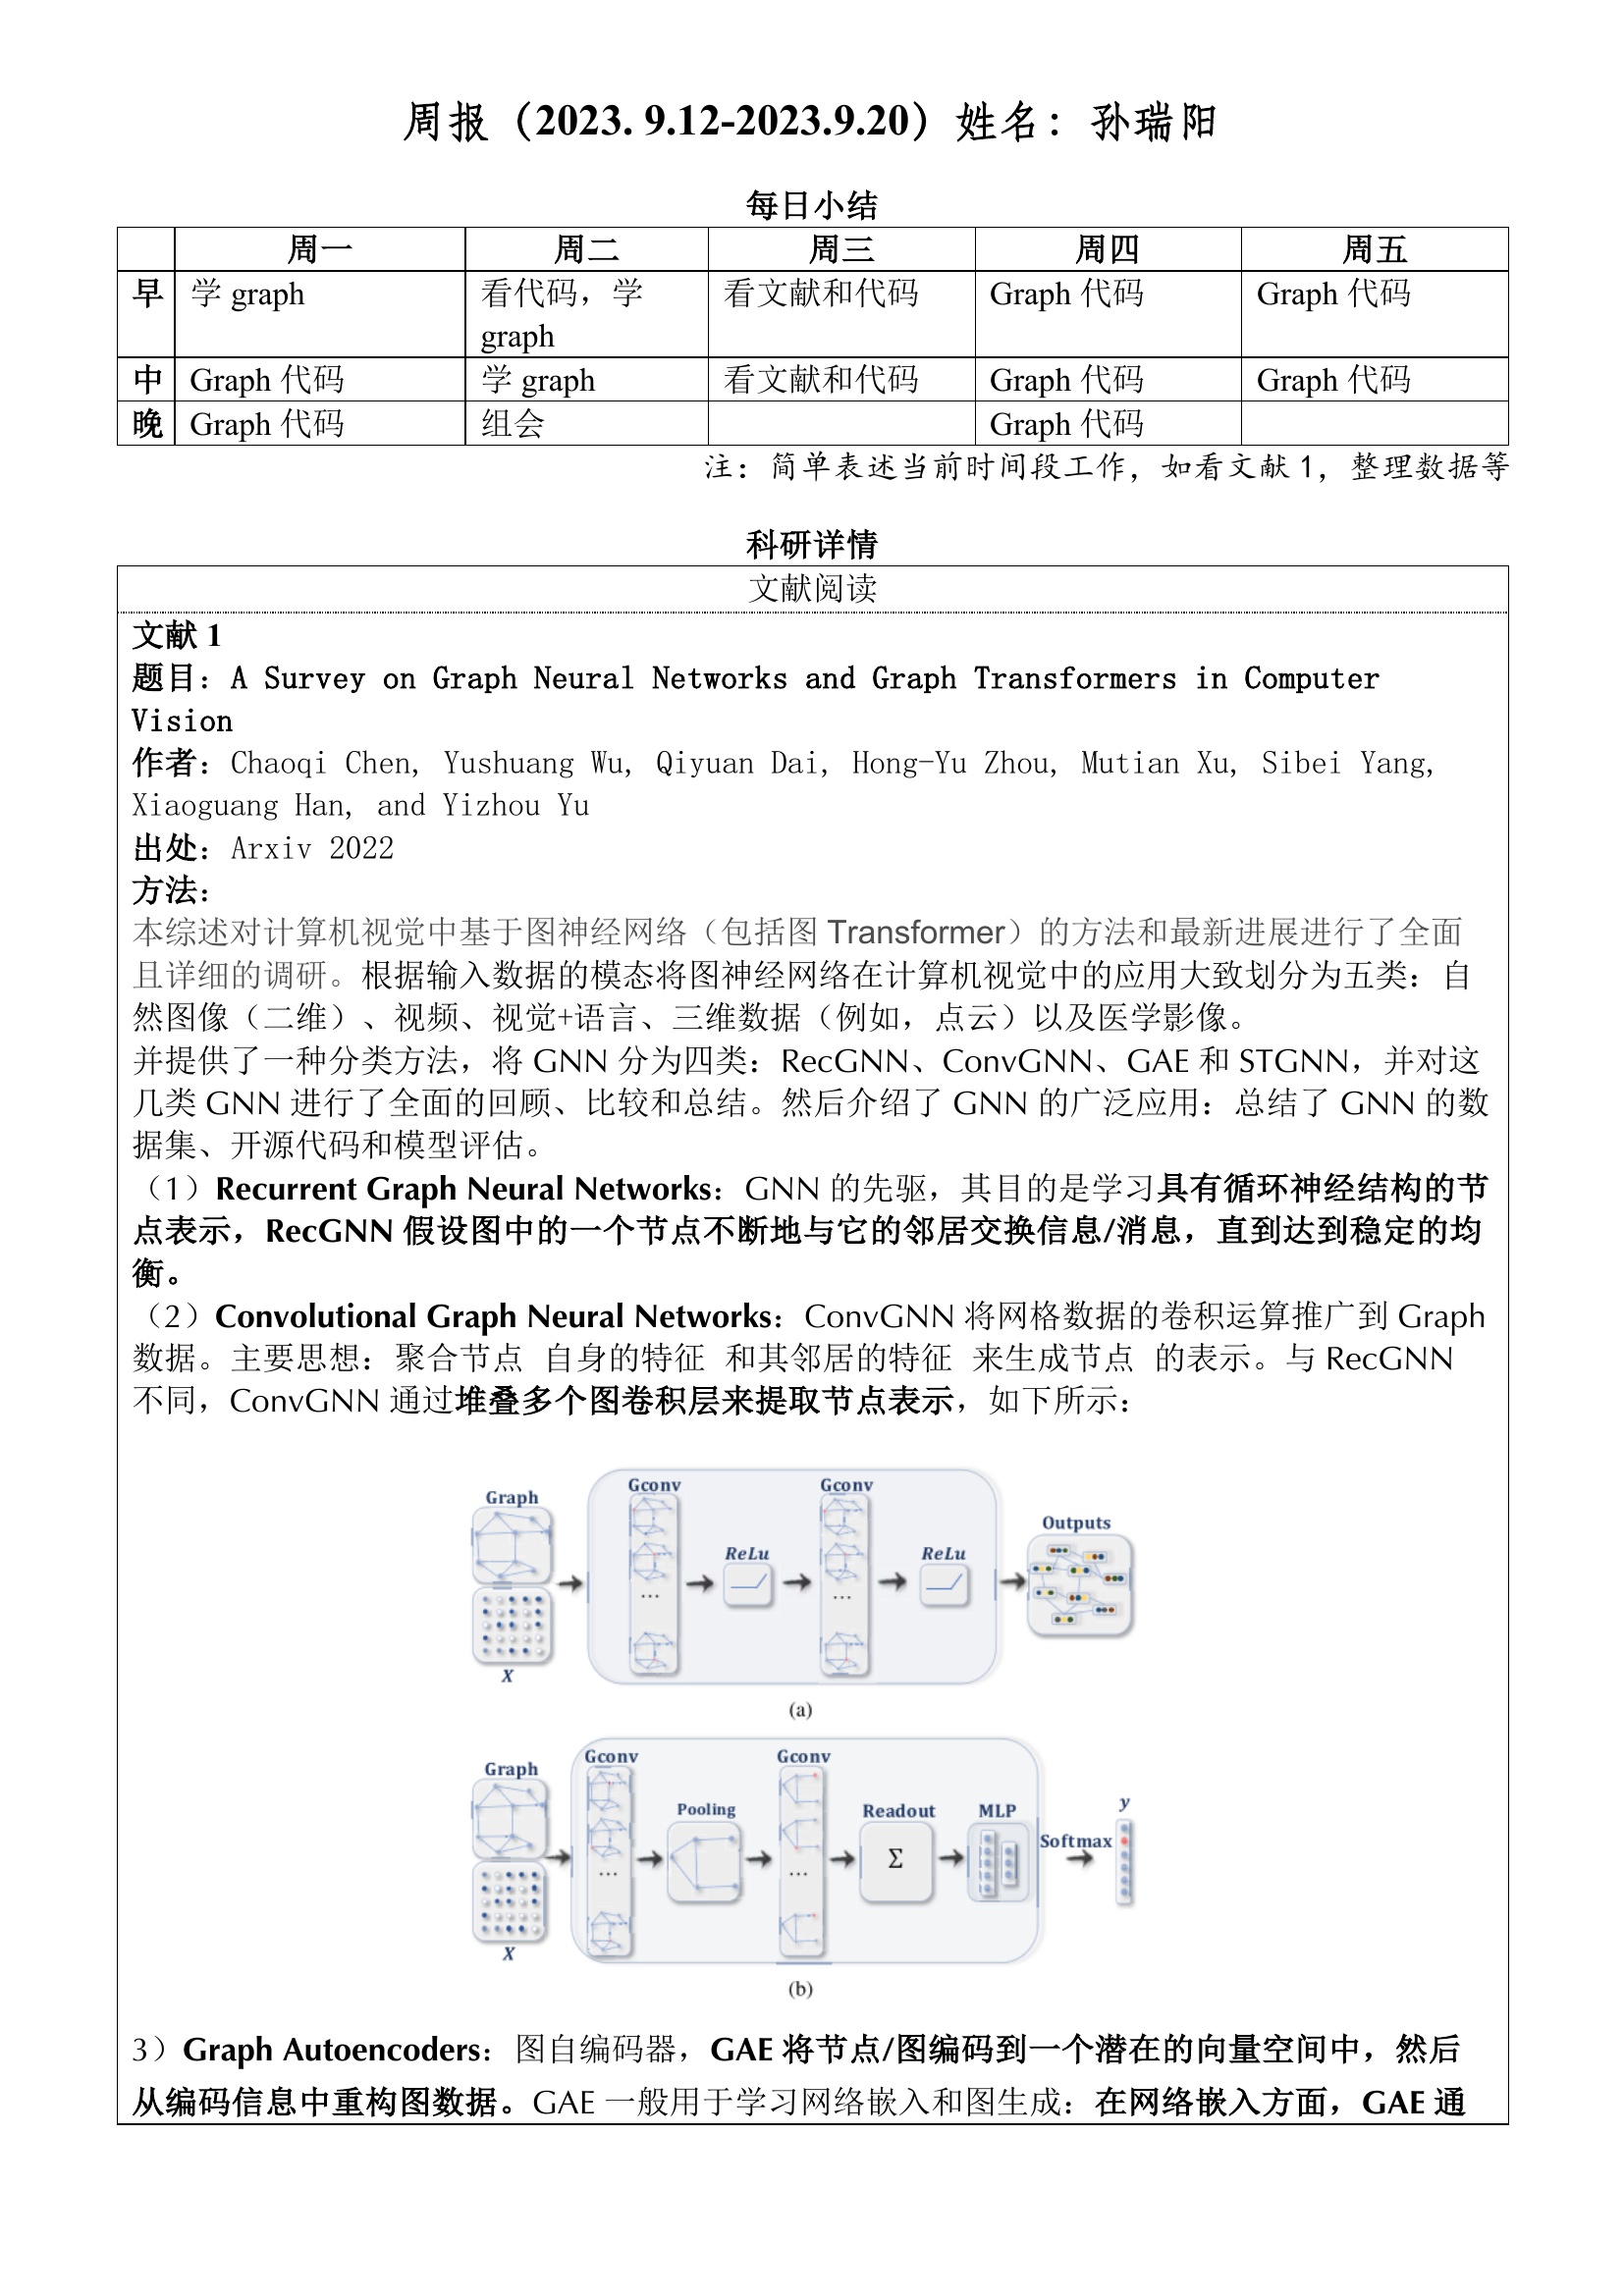 周报（2023. 9.12-2023.9.20）姓名：孙瑞阳
每日小结
周一 周二 周三 周四 周五
早 学 graph 看代码，学 graph 看文献和代码 Graph 代码 Graph 代码
中 Graph 代码 学 graph 看文献和代码 Graph 代码 Graph 代码
晚 Graph 代码 组会 Graph 代码
注：简单表述当前时间段工作，如看文献 1，整理数据等
科研详情
文献阅读
文献 1
题目：A Survey on Graph Neural Networks and Graph Transformers in Computer
Vision
作者：Chaoqi Chen, Yushuang Wu, Qiyuan Dai, Hong-Yu Zhou, Mutian Xu, Sibei Yang,
Xiaoguang Han, and Yizhou Yu
出处：Arxiv 2022
方法：
本综述对计算机视觉中基于图神经网络（包括图 Transformer）的方法和最新进展进行了全面
且详细的调研。根据输入数据的模态将图神经网络在计算机视觉中的应用大致划分为五类：自
然图像（二维）、视频、视觉+语言、三维数据（例如，点云）以及医学影像。
并提供了一种分类方法，将 GNN 分为四类：RecGNN、ConvGNN、GAE 和 STGNN，并对这
几类 GNN 进行了全面的回顾、比较和总结。然后介绍了 GNN 的广泛应用：总结了 GNN 的数
据集、开源代码和模型评估。
（1）Recurrent Graph Neural Networks：GNN 的先驱，其目的是学习具有循环神经结构的节
点表示，RecGNN 假设图中的一个节点不断地与它的邻居交换信息/消息，直到达到稳定的均
衡。
（2）Convolutional Graph Neural Networks：ConvGNN 将网格数据的卷积运算推广到 Graph
数据。主要思想：聚合节点 自身的特征 和其邻居的特征 来生成节点 的表示。与 RecGNN
不同，ConvGNN 通过堆叠多个图卷积层来提取节点表示，如下所示：
Gconv Gconv
Graph
Outputs
ReLu ReLu
... ...
X
(a)
Gconv Gconv
Graph
Pooling Readout MLP y
Softmax
Σ
... ...
X
(b)
3）Graph Autoencoders：图自编码器，GAE 将节点/图编码到一个潜在的向量空间中，然后
从编码信息中重构图数据。GAE 一般用于学习网络嵌入和图生成：在网络嵌入方面，GAE 通